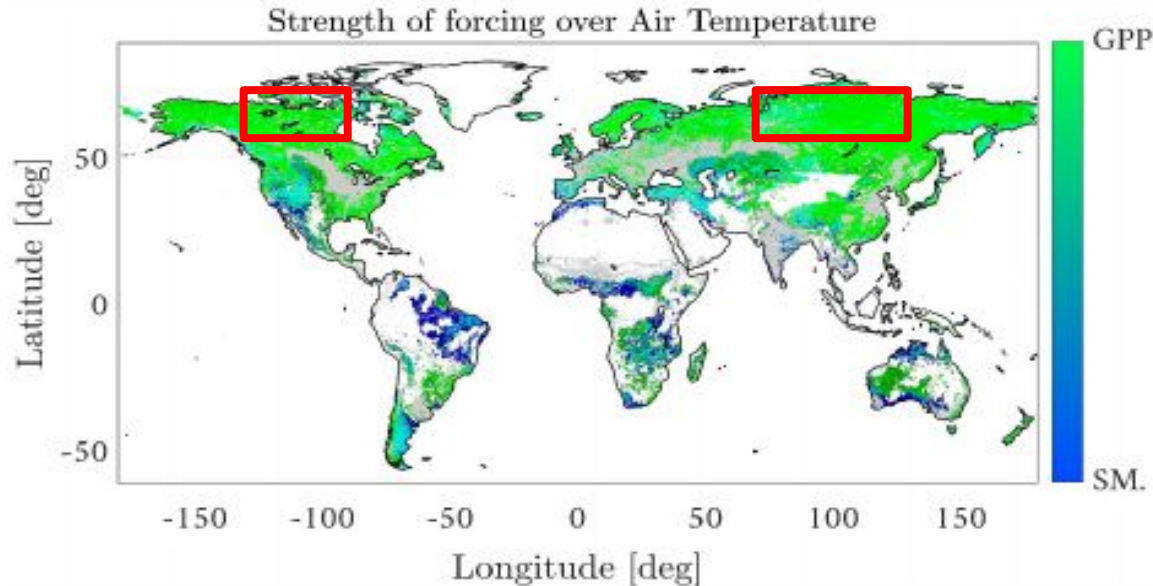 Strength of forcing over Air Temperature
GPP
50
0
-50
Latitude [deg]
SM.
-150 -100 -50 0 50 100 150
Longitude [deg]